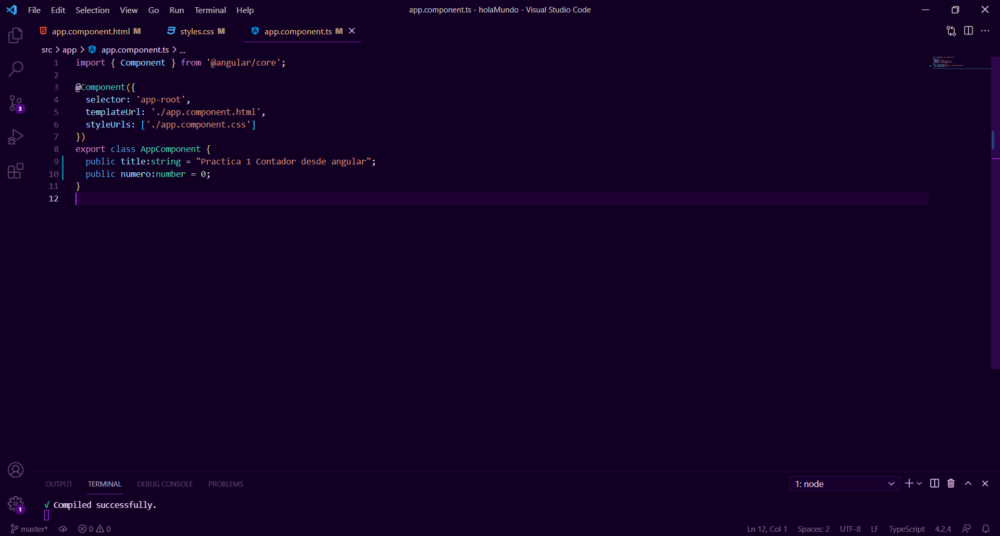 File Edit Selection View Go Run Terminal Help
app.component.ts - holaMundo - Visual Studio Code
app.component.html M
styles.css M
app.component.ts M
src > app > app.component.ts > ...
1 import { Component } from '@angular/core';
2
3 @Component({
4   selector: 'app-root',
5   templateUrl: './app.component.html',
6   styleUrls: ['./app.component.css']
7 })
8 export class AppComponent {
9   public title:string = "Practica 1 Contador desde angular";
10   public numero:number = 0;
11 }
12
3
1
OUTPUT TERMINAL DEBUG CONSOLE PROBLEMS
1: node
√ Compiled successfully.
master* 0 0
Ln 12, Col 1 Spaces: 2 UTF-8 LF TypeScript 4.2.4